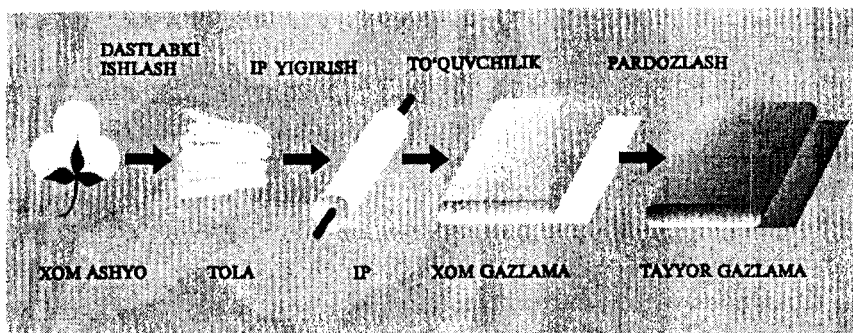 DASTLABKI
ISHLASH
IP YIGIRISH
TO'QUVCHILIK
PARDOZLASH
XOM ASHYO
TOLA
IP
XOM GAZLAMA
TAYYOR GAZLAMA